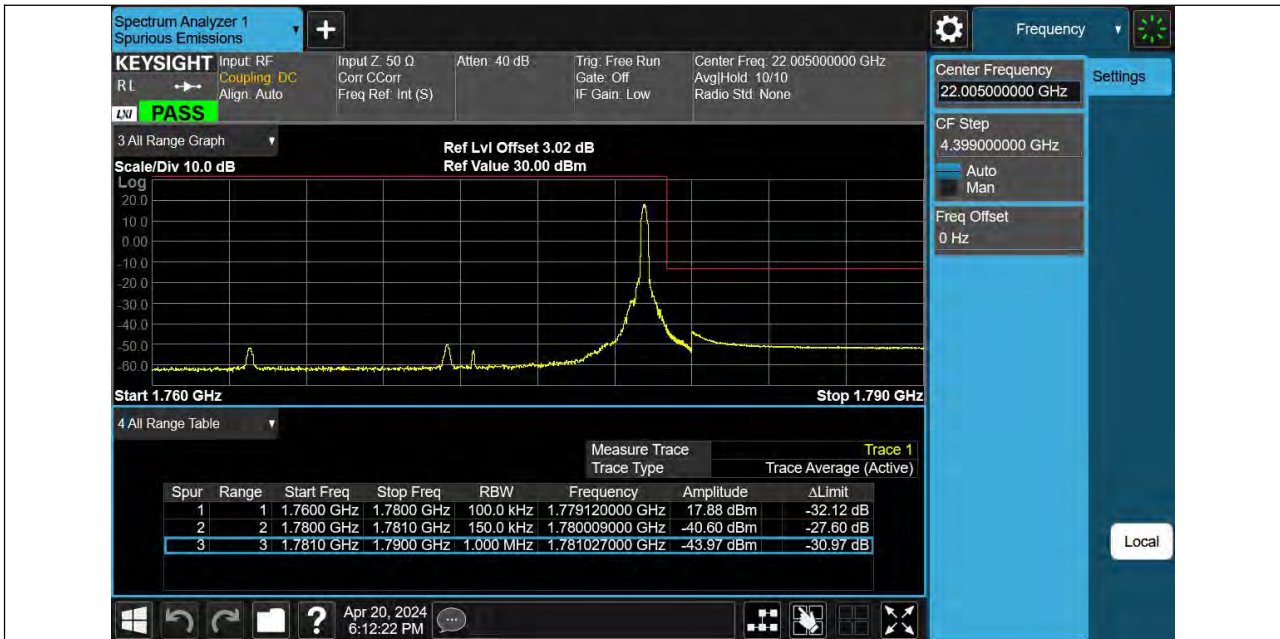 Spectrum Analyzer 1
Spurious Emissions
+
Frequency
KEYSIGHT
R L
LXI
PASS
Input: RF
Coupling: DC
Align: Auto
Input Z: 50 Ω
Corr CCorr
Freq Ref: Int (S)
Atten: 40 dB
Trig: Free Run
Gate: Off
IF Gain: Low
Center Freq: 22.005000000 GHz
Avg|Hold: 10/10
Radio Std: None
Center Frequency
22.005000000 GHz
Settings
CF Step
4.399000000 GHz
Auto
Man
Freq Offset
0 Hz
3 All Range Graph
Ref Lvl Offset 3.02 dB
Scale/Div 10.0 dB
Ref Value 30.00 dBm
Log
20.0
10.0
0.00
-10.0
-20.0
-30.0
-40.0
-50.0
-60.0
Start 1.760 GHz
Stop 1.790 GHz
4 All Range Table
Measure Trace Trace 1
Trace Type Trace Average (Active)
Spur Range Start Freq Stop Freq RBW Frequency Amplitude ∆Limit
1 1 1.7600 GHz 1.7800 GHz 100.0 kHz 1.779120000 GHz 17.88 dBm -32.12 dB
2 2 1.7800 GHz 1.7810 GHz 150.0 kHz 1.780009000 GHz -40.60 dBm -27.60 dB
3 3 1.7810 GHz 1.7900 GHz 1.000 MHz 1.781027000 GHz -43.97 dBm -30.97 dB
Local
?
Apr 20, 2024
6:12:22 PM